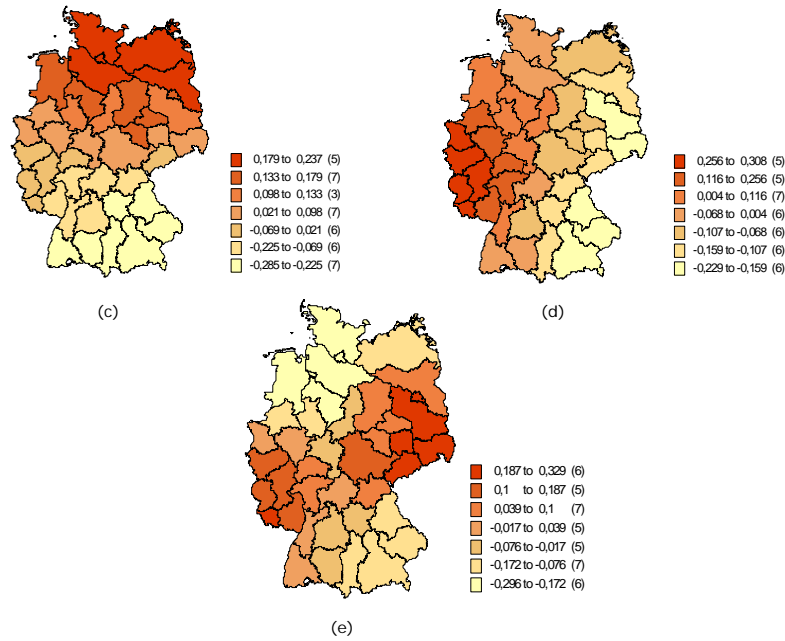 0,179 to 0,237 (5)
0,133 to 0,179 (7)
0,098 to 0,133 (3)
0,021 to 0,098 (7)
-0,069 to 0,021 (6)
-0,225 to -0,069 (6)
-0,285 to -0,225 (7)
(c)
0,256 to 0,308 (5)
0,116 to 0,256 (5)
0,004 to 0,116 (7)
-0,068 to 0,004 (6)
-0,107 to -0,068 (6)
-0,159 to -0,107 (6)
-0,229 to -0,159 (6)
(d)
0,187 to 0,329 (6)
0,1 to 0,187 (5)
0,039 to 0,1 (7)
-0,017 to 0,039 (5)
-0,076 to -0,017 (5)
-0,172 to -0,076 (7)
-0,296 to -0,172 (6)
(e)